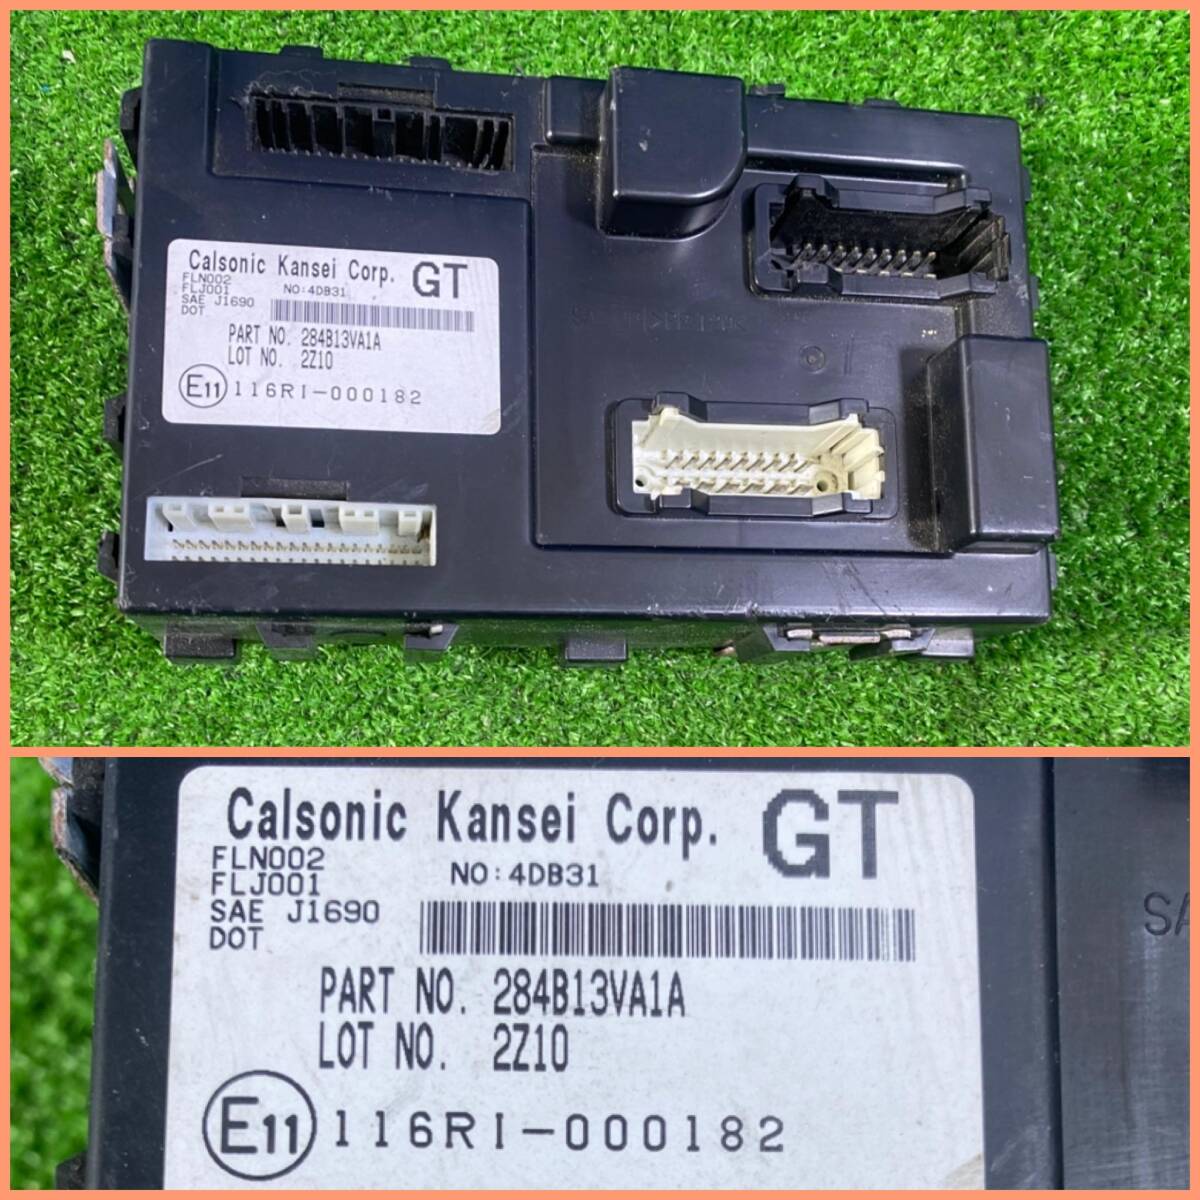 Calsonic Kansei Corp. GT
FLN002
FLJ001 NO:4DB31
SAE J1690
DOT
PART NO. 284B13VA1A
LOT NO. 2Z10
E11 116RI-000182
Calsonic Kansei Corp. GT
FLN002
FLJ001 NO:4DB31
SAE J1690
DOT
PART NO. 284B13VA1A
LOT NO. 2Z10
E11 116RI-000182
SA